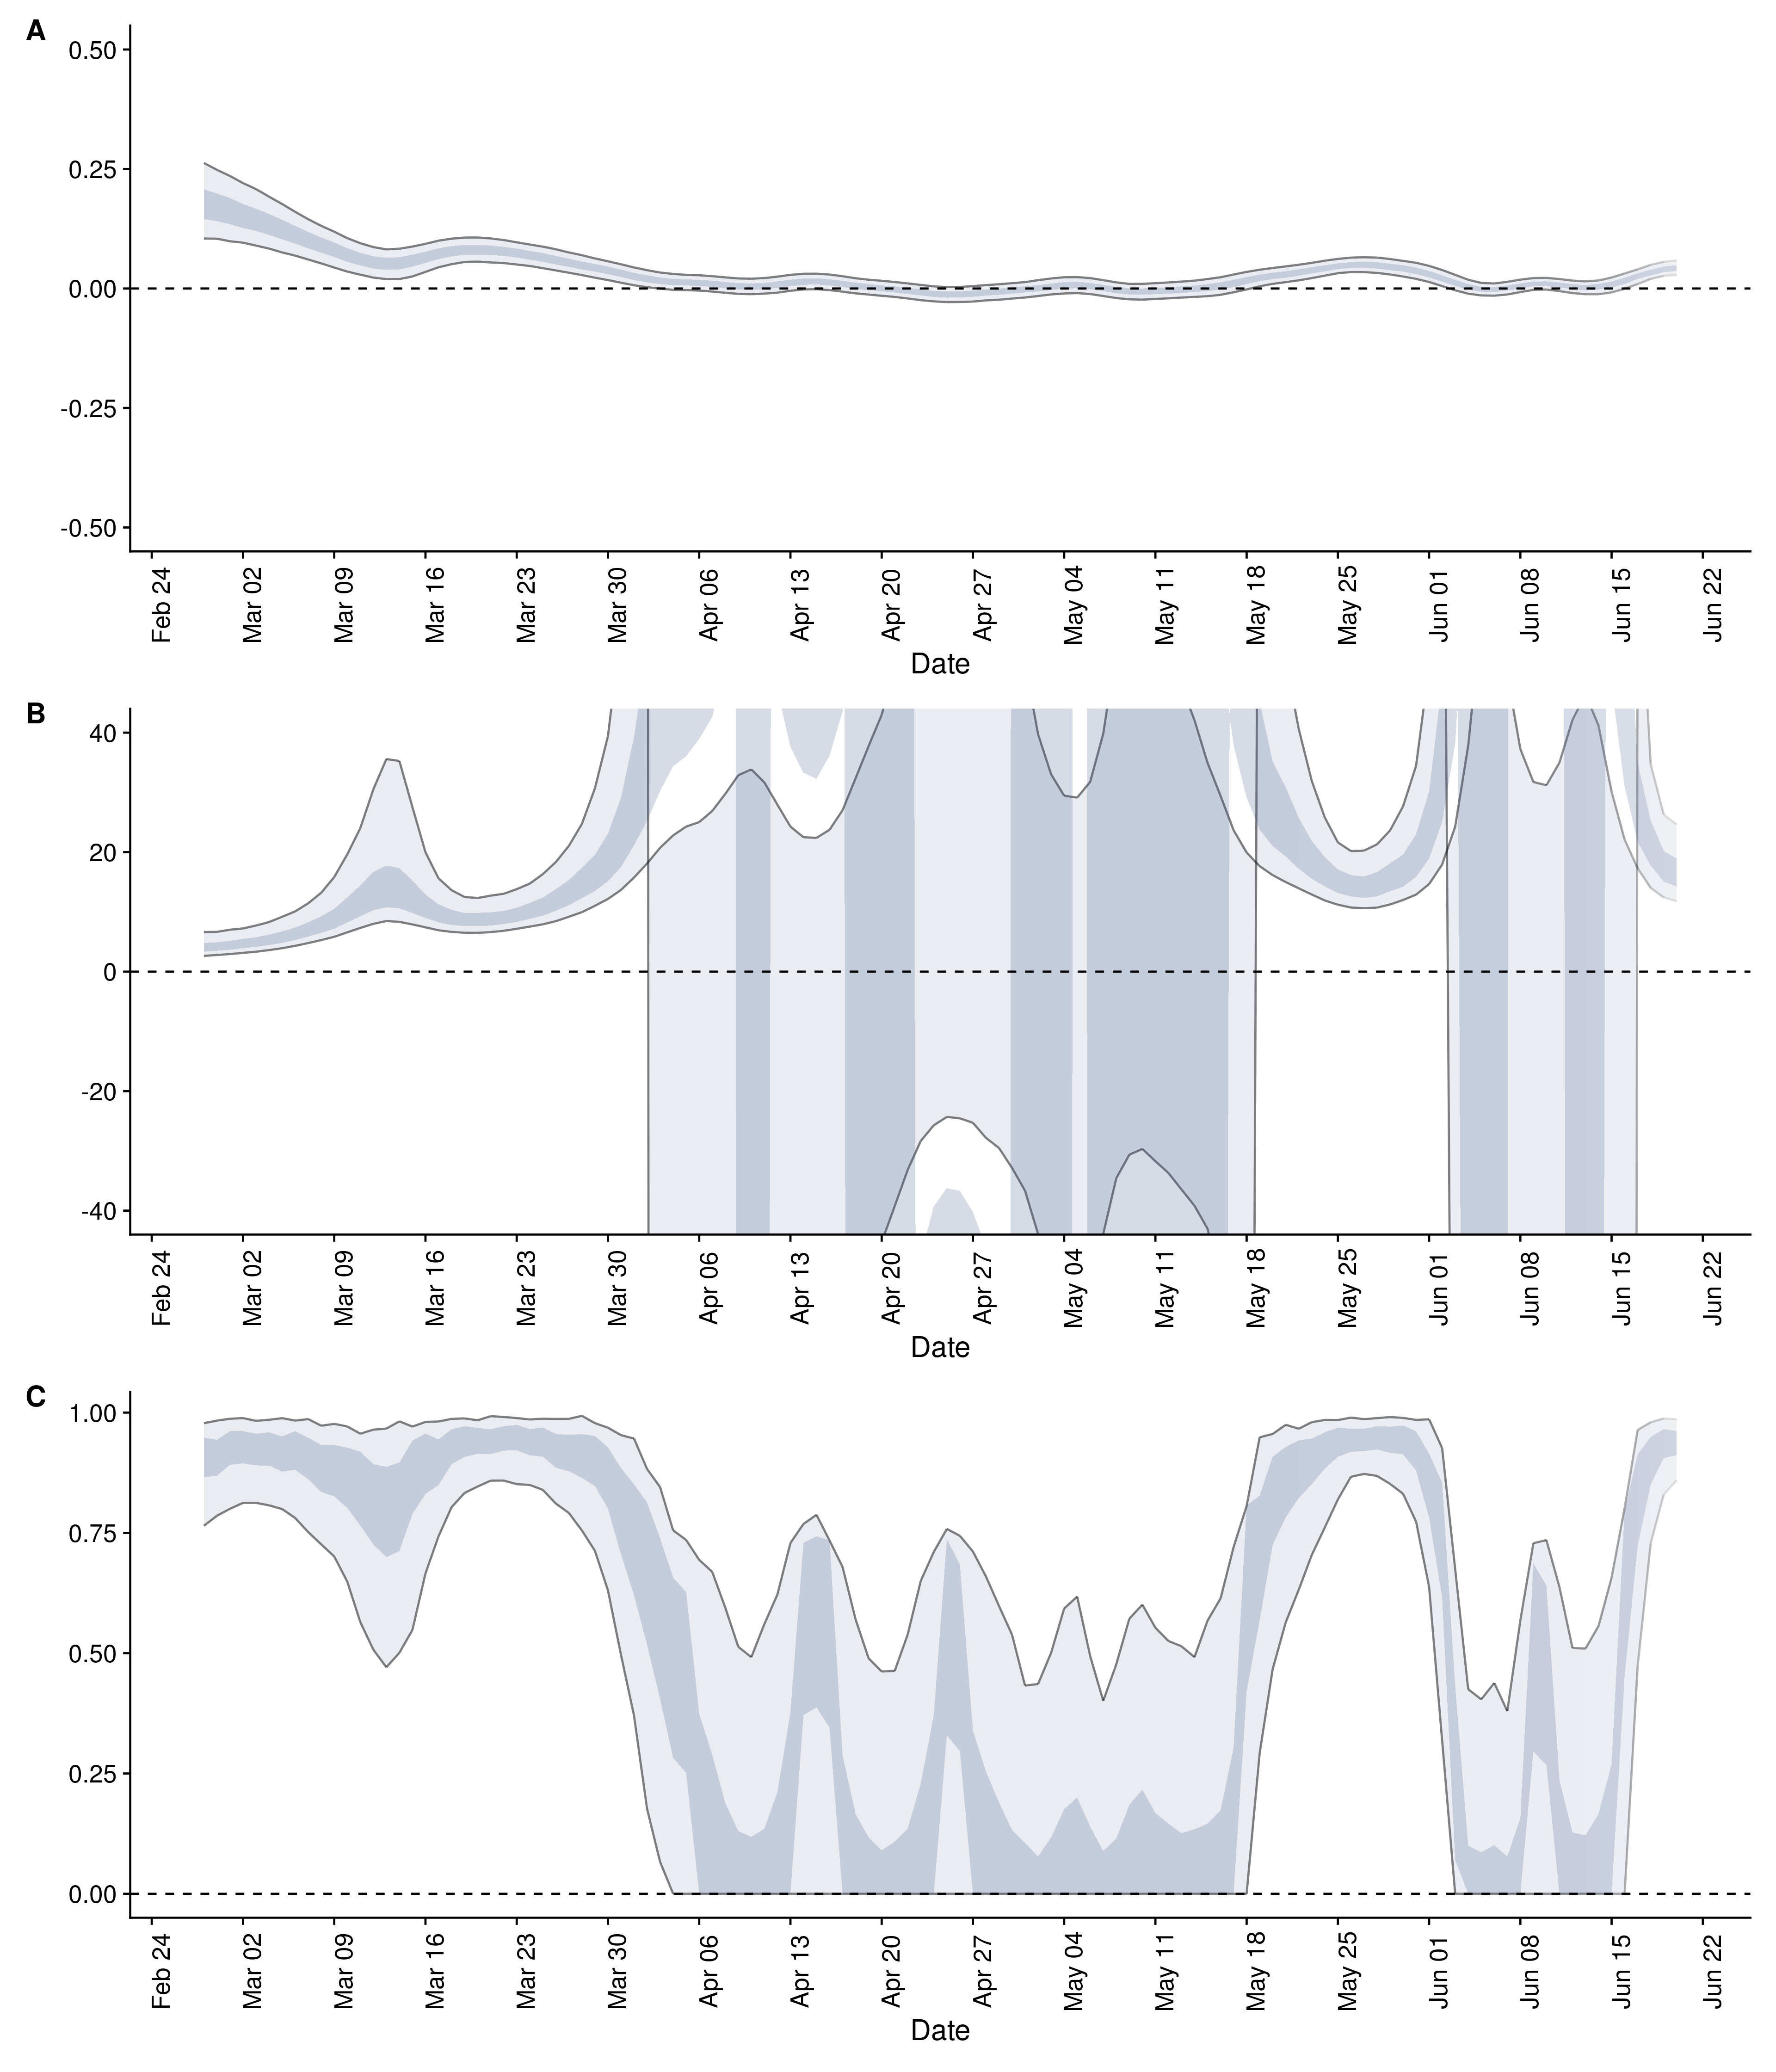 A
0.50
0.25
0.00
-0.25
-0.50
Feb 24
Mar 02
Mar 09
Mar 16
Mar 23
Mar 30
Apr 06
Apr 13
Apr 20
Apr 27
May 04
May 11
May 18
May 25
Jun 01
Jun 08
Jun 15
Jun 22
Date
B
40
20
0
-20
-40
Feb 24
Mar 02
Mar 09
Mar 16
Mar 23
Mar 30
Apr 06
Apr 13
Apr 20
Apr 27
May 04
May 11
May 18
May 25
Jun 01
Jun 08
Jun 15
Jun 22
Date
C
1.00
0.75
0.50
0.25
0.00
Feb 24
Mar 02
Mar 09
Mar 16
Mar 23
Mar 30
Apr 06
Apr 13
Apr 20
Apr 27
May 04
May 11
May 18
May 25
Jun 01
Jun 08
Jun 15
Jun 22
Date